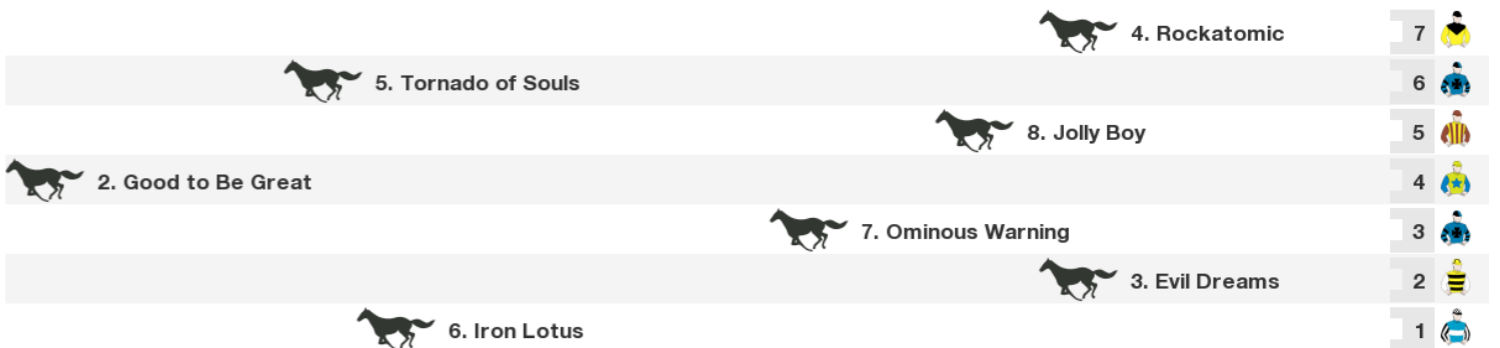 4. Rockatomic 7
5. Tornado of Souls 6
8. Jolly Boy 5
2. Good to Be Great 4
7. Ominous Warning 3
3. Evil Dreams 2
6. Iron Lotus 1